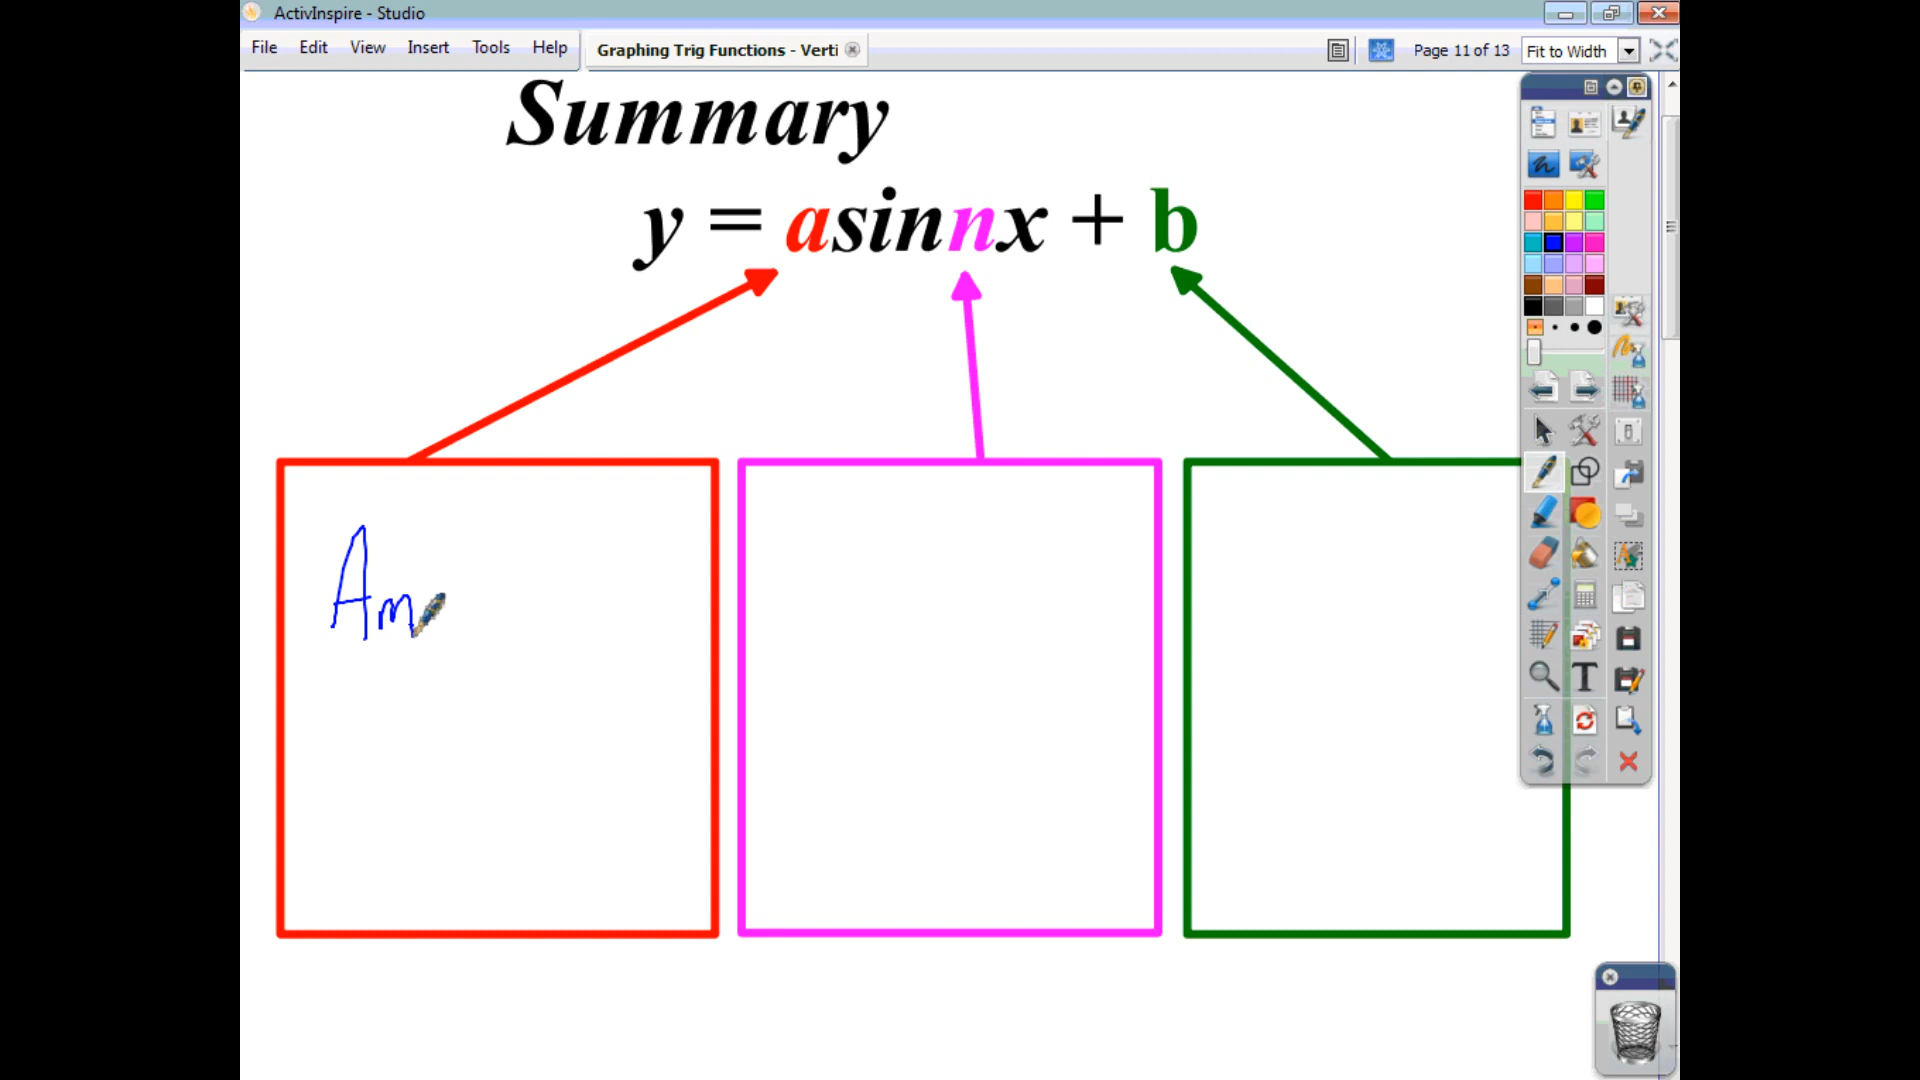 ActivInspire - Studio
File Edit View Insert Tools Help
Graphing Trig Functions - Verti
Page 11 of 13
Fit to Width
Summary
y = asinnx + b
Am
T